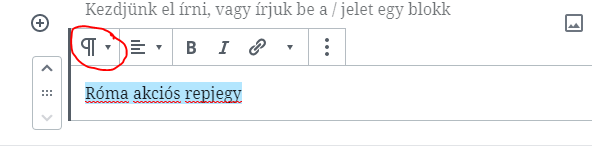 Kezdjünk el írni, vagy írjuk be a / jelet egy blokk
B I
Róma akciós repjegy